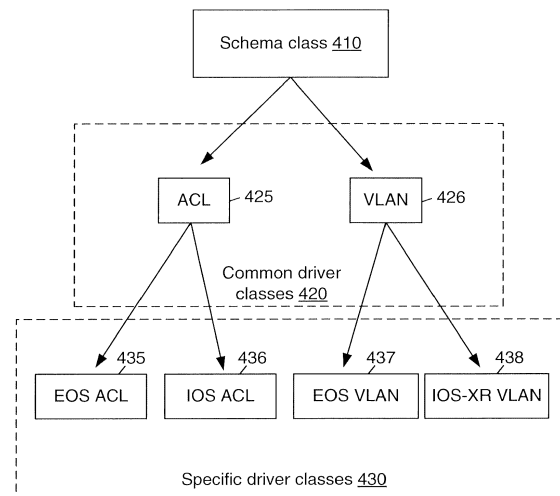 Schema class 410
ACL
425
VLAN
426
Common driver
classes 420
435
436
437
438
EOS ACL
IOS ACL
EOS VLAN
IOS-XR VLAN
Specific driver classes 430